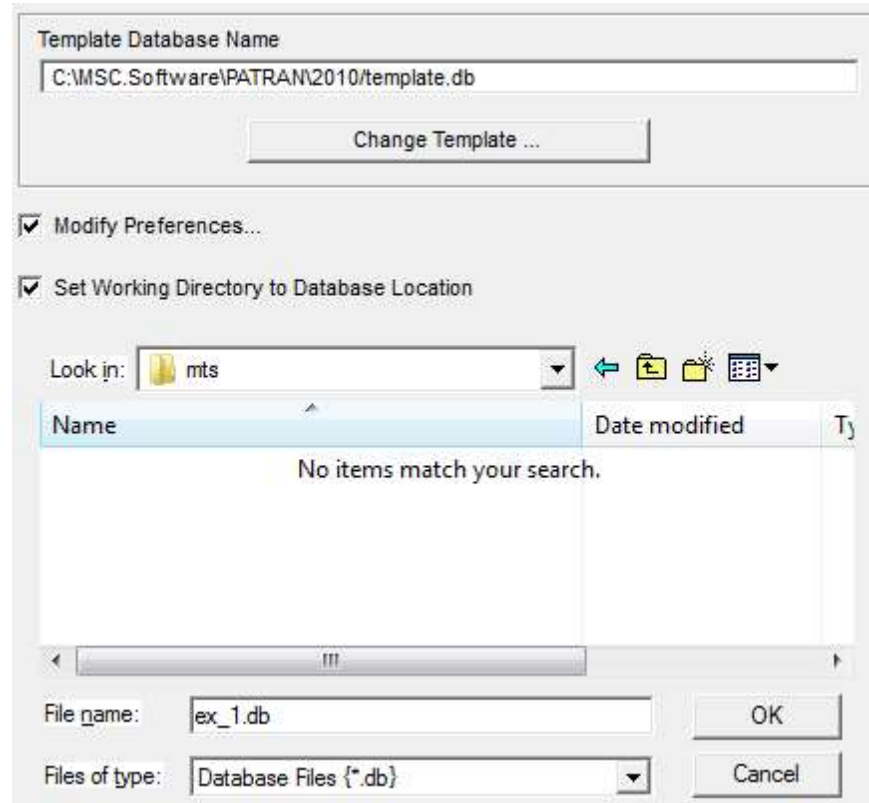 Template Database Name
C:\MSC.Software\PATRAN\2010/template.db
Change Template ...
Modify Preferences...
Set Working Directory to Database Location
Look in: mts
Name Date modified Ty
No items match your search.
File name: ex_1.db OK
Files of type: Database Files {*.db} Cancel